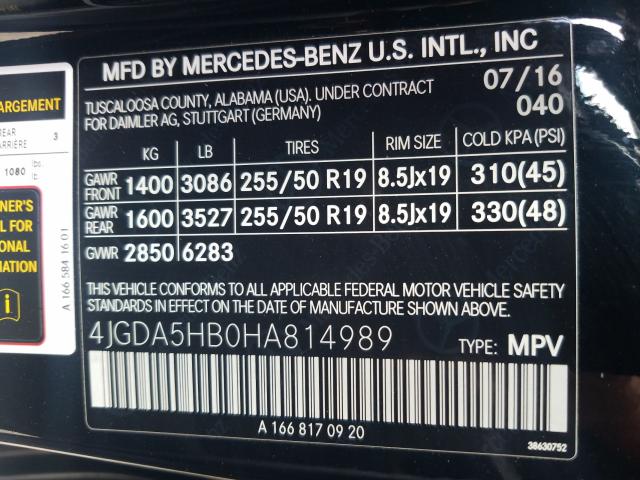 MFD BY MERCEDES-BENZ U.S. INTL., INC
TUSCALOOSA COUNTY, ALABAMA (USA). UNDER CONTRACT
FOR DAIMLER AG, STUTTGART (GERMANY)
07/16
040
KG LB TIRES RIM SIZE COLD KPA(PSI)
GAWR FRONT 1400 3086 255/50 R19 8.5Jx19 310(45)
GAWR REAR 1600 3527 255/50 R19 8.5Jx19 330(48)
GVWR 2850 6283
THIS VEHICLE CONFORMS TO ALL APPLICABLE FEDERAL MOTOR VEHICLE SAFETY
STANDARDS IN EFFECT ON THE DATE OF MANUFACTURE SHOWN ABOVE.
4JGDA5HB0HA814989 TYPE: MPV
A 166 817 09 20
38630752
ARGEMENT
REAR
ARRIÈRE 3
1080 lbs.
lb.
NER'S
L FOR
ONAL
MATION
i
A 166 584 16 01